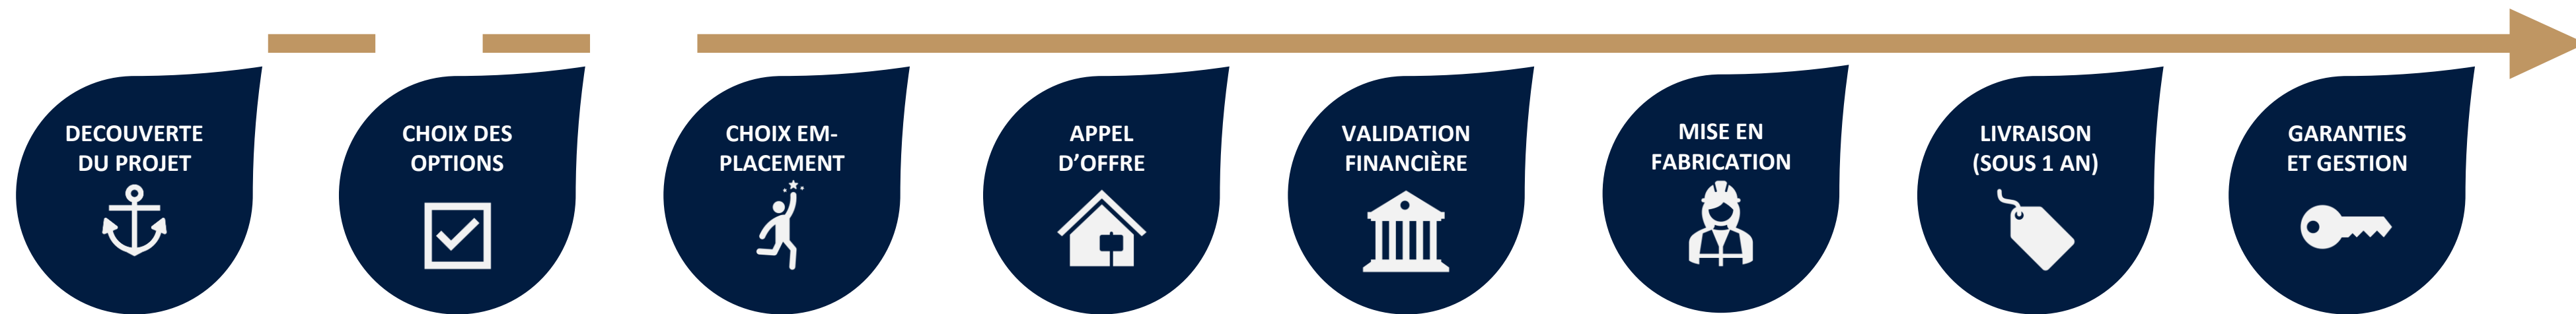 DECOUVERTE
DU PROJET
CHOIX DES
OPTIONS
CHOIX EM-
PLACEMENT
APPEL
D’OFFRE
VALIDATION
FINANCIÈRE
MISE EN
FABRICATION
LIVRAISON
(SOUS 1 AN)
GARANTIES
ET GESTION